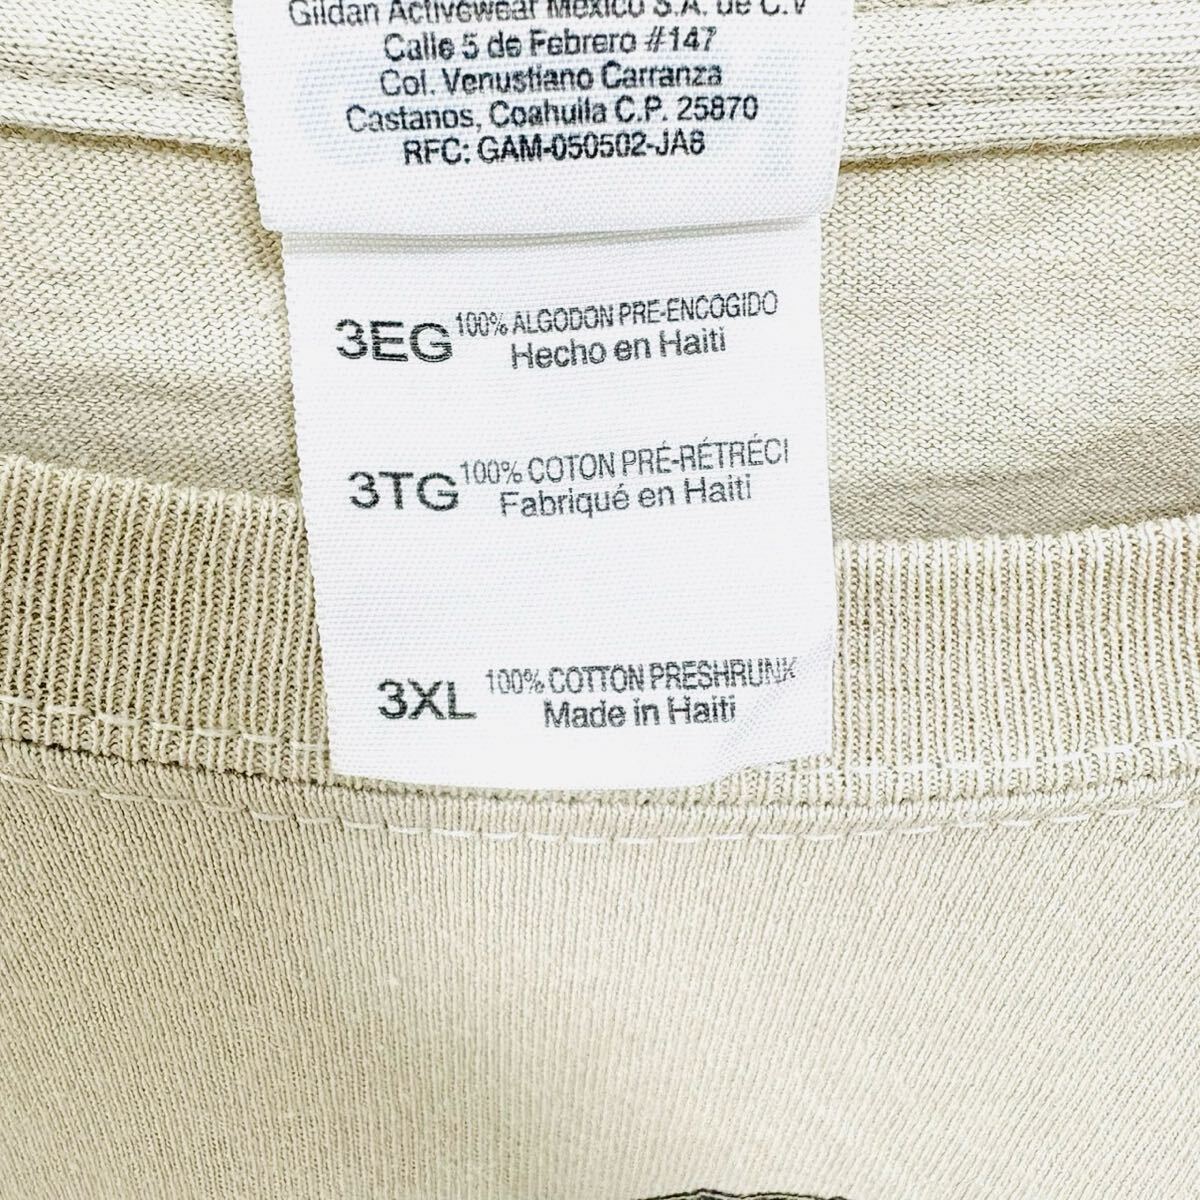 Gildan Activewear Mexico S.A. de C.V
Calle 5 de Febrero #147
Col. Venustiano Carranza
Castanos, Coahuila C.P. 25870
RFC: GAM-050502-JA8
3EG 100% ALGODON PRE-ENCOGIDO
Hecho en Haiti
3TG 100% COTON PRÉ-RÉTRÉCI
Fabriqué en Haiti
3XL 100% COTTON PRESHRUNK
Made in Haiti